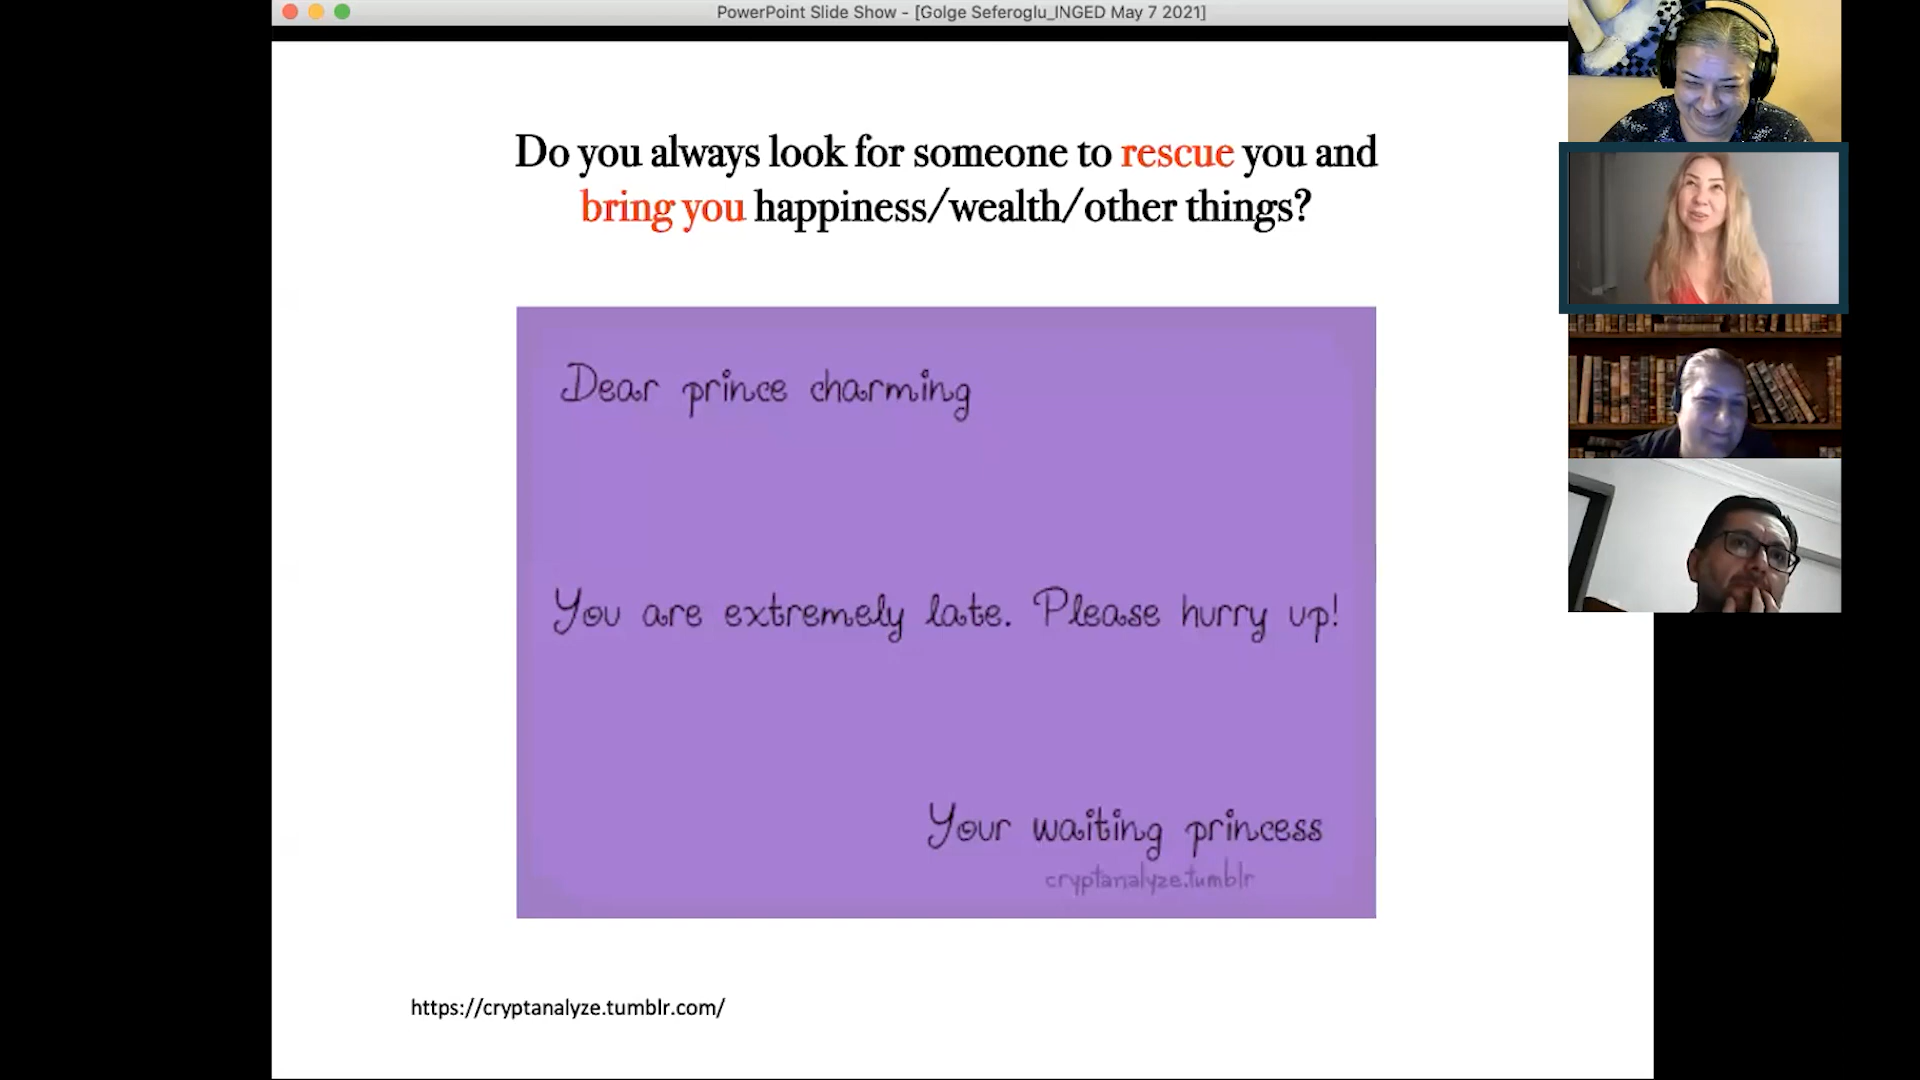 PowerPoint Slide Show - [Golge Seferoglu_INGED May 7 2021]
Do you always look for someone to rescue you and
bring you happiness/wealth/other things?
Dear prince charming
You are extremely late. Please hurry up!
Your waiting princess
cryptanalyze.tumblr
https://cryptanalyze.tumblr.com/